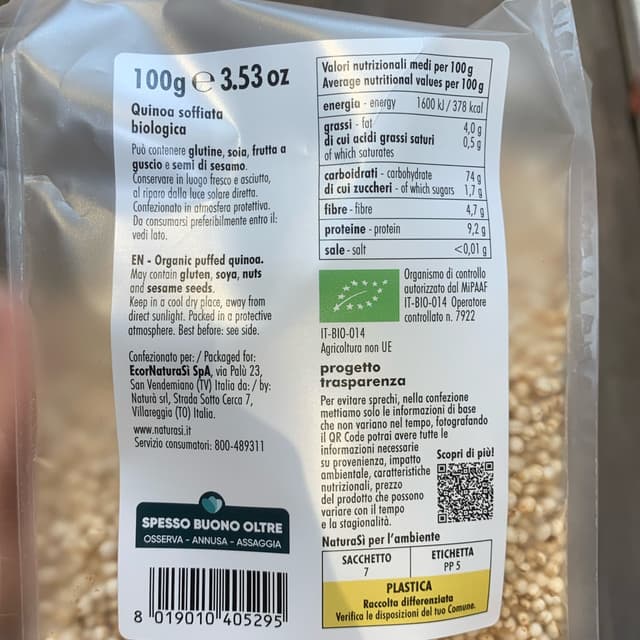 100g ℮ 3.53 oz
Quinoa soffiata
biologica
Può contenere glutine, soia, frutta a
guscio e semi di sesamo.
Conservare in luogo fresco e asciutto,
al riparo dalla luce solare diretta.
Confezionato in atmosfera protettiva.
Da consumarsi preferibilmente entro il:
vedi lato.
EN - Organic puffed quinoa.
May contain gluten, soya, nuts
and sesame seeds.
Keep in a cool dry place, away from
direct sunlight. Packed in a protective
atmosphere. Best before: see side.
Confezionato per: / Packaged for:
EcorNaturaSì SpA, via Palù 23,
San Vendemiano (TV) Italia da: / by:
Naturò srl, Strada Sotto Cerca 7,
Villareggia (TO) Italia.
www.naturasi.it
Servizio consumatori: 800-489311
SPESSO BUONO OLTRE
OSSERVA - ANNUSA - ASSAGGIA
8 019010 405295
Valori nutrizionali medi per 100 g
Average nutritional values per 100 g
energia - energy 1600 kJ / 378 kcal
grassi - fat 4,0 g
di cui acidi grassi saturi 0,5 g
of which saturates
carboidrati - carbohydrate 74 g
di cui zuccheri - of which sugars 1,7 g
fibre - fibre 4,7 g
proteine - protein 9,2 g
sale - salt <0,01 g
Organismo di controllo
autorizzato dal MiPAAF
IT-BIO-014 Operatore
controllato n. 7922
IT-BIO-014
Agricoltura non UE
progetto
trasparenza
Per evitare sprechi, nella confezione
mettiamo solo le informazioni di base
che non variano nel tempo, fotografando
il QR Code potrai avere tutte le
informazioni necessarie
su provenienza, impatto
ambientale, caratteristiche
nutrizionali, prezzo
del prodotto che possono
variare con il tempo
e la stagionalità.
Scopri di più!
NaturaSì per l'ambiente
SACCHETTO ETICHETTA
7 PP 5
PLASTICA
Raccolta differenziata
Verifica le disposizioni del tuo Comune.